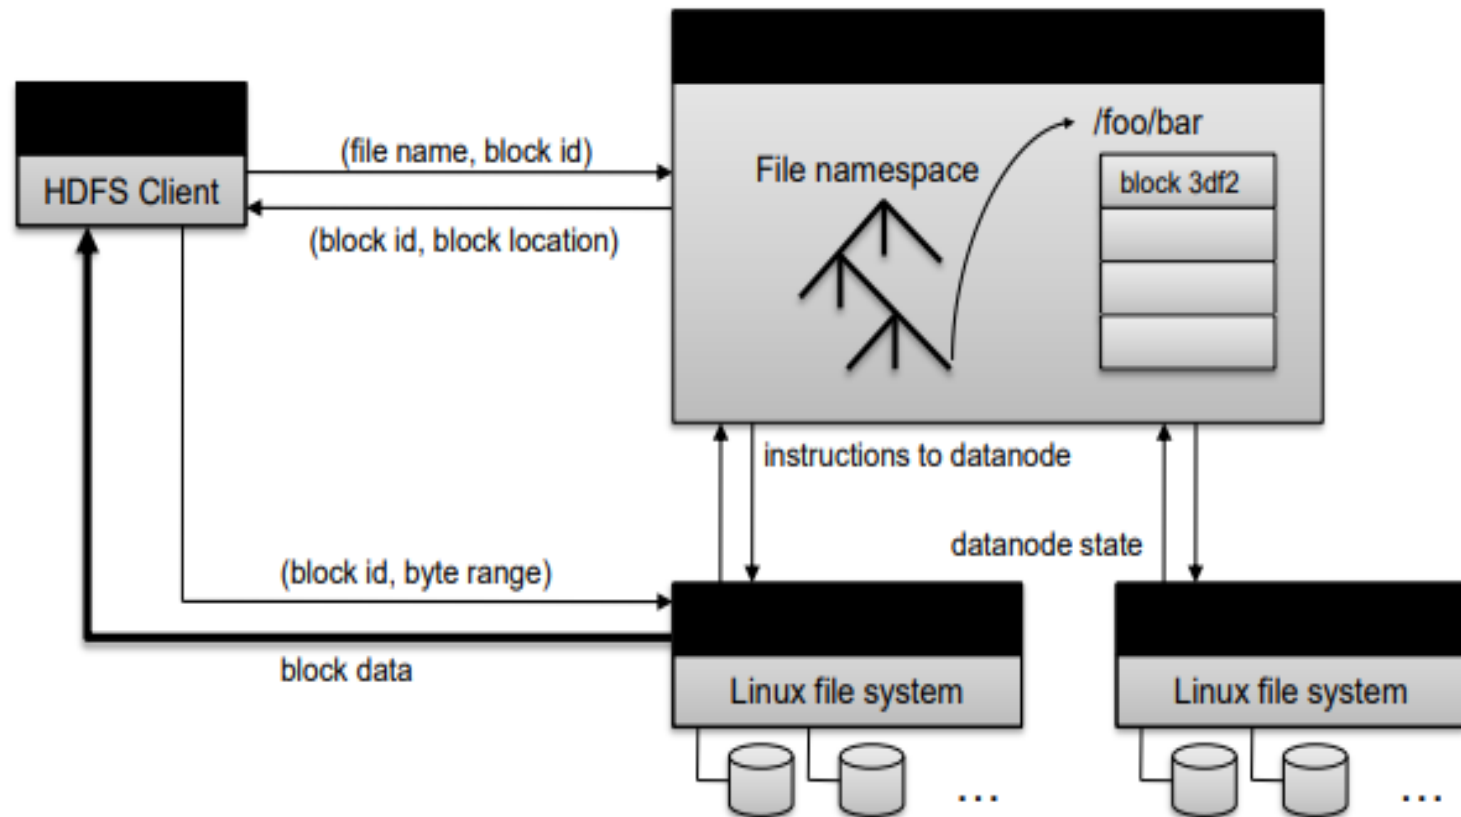 /foo/bar
(file name, block id)
File namespace
block 3df2
HDFS Client
(block id, block location)
instructions to datanode
datanode state
(block id, byte range)
block data
Linux file system
Linux file system
...
...